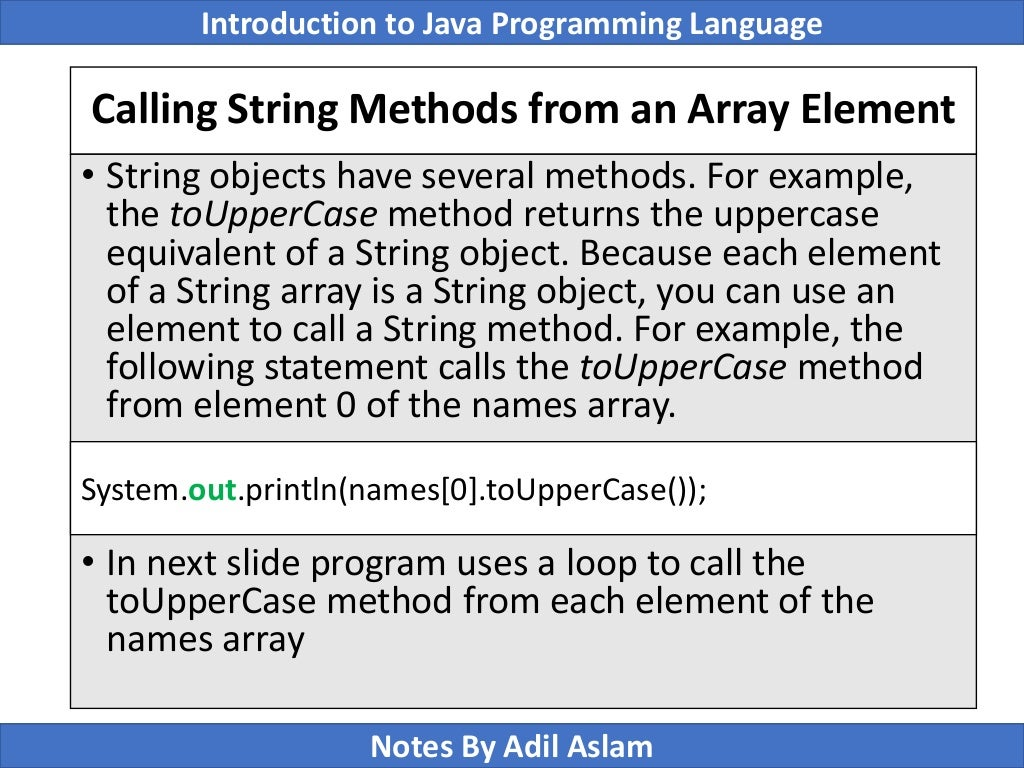 Introduction to Java Programming Language
Calling String Methods from an Array Element
• String objects have several methods. For example,
the toUpperCase method returns the uppercase
equivalent of a String object. Because each element
of a String array is a String object, you can use an
element to call a String method. For example, the
following statement calls the toUpperCase method
from element 0 of the names array.
System.out.println(names[0].toUpperCase());
• In next slide program uses a loop to call the
toUpperCase method from each element of the
names array
Notes By Adil Aslam